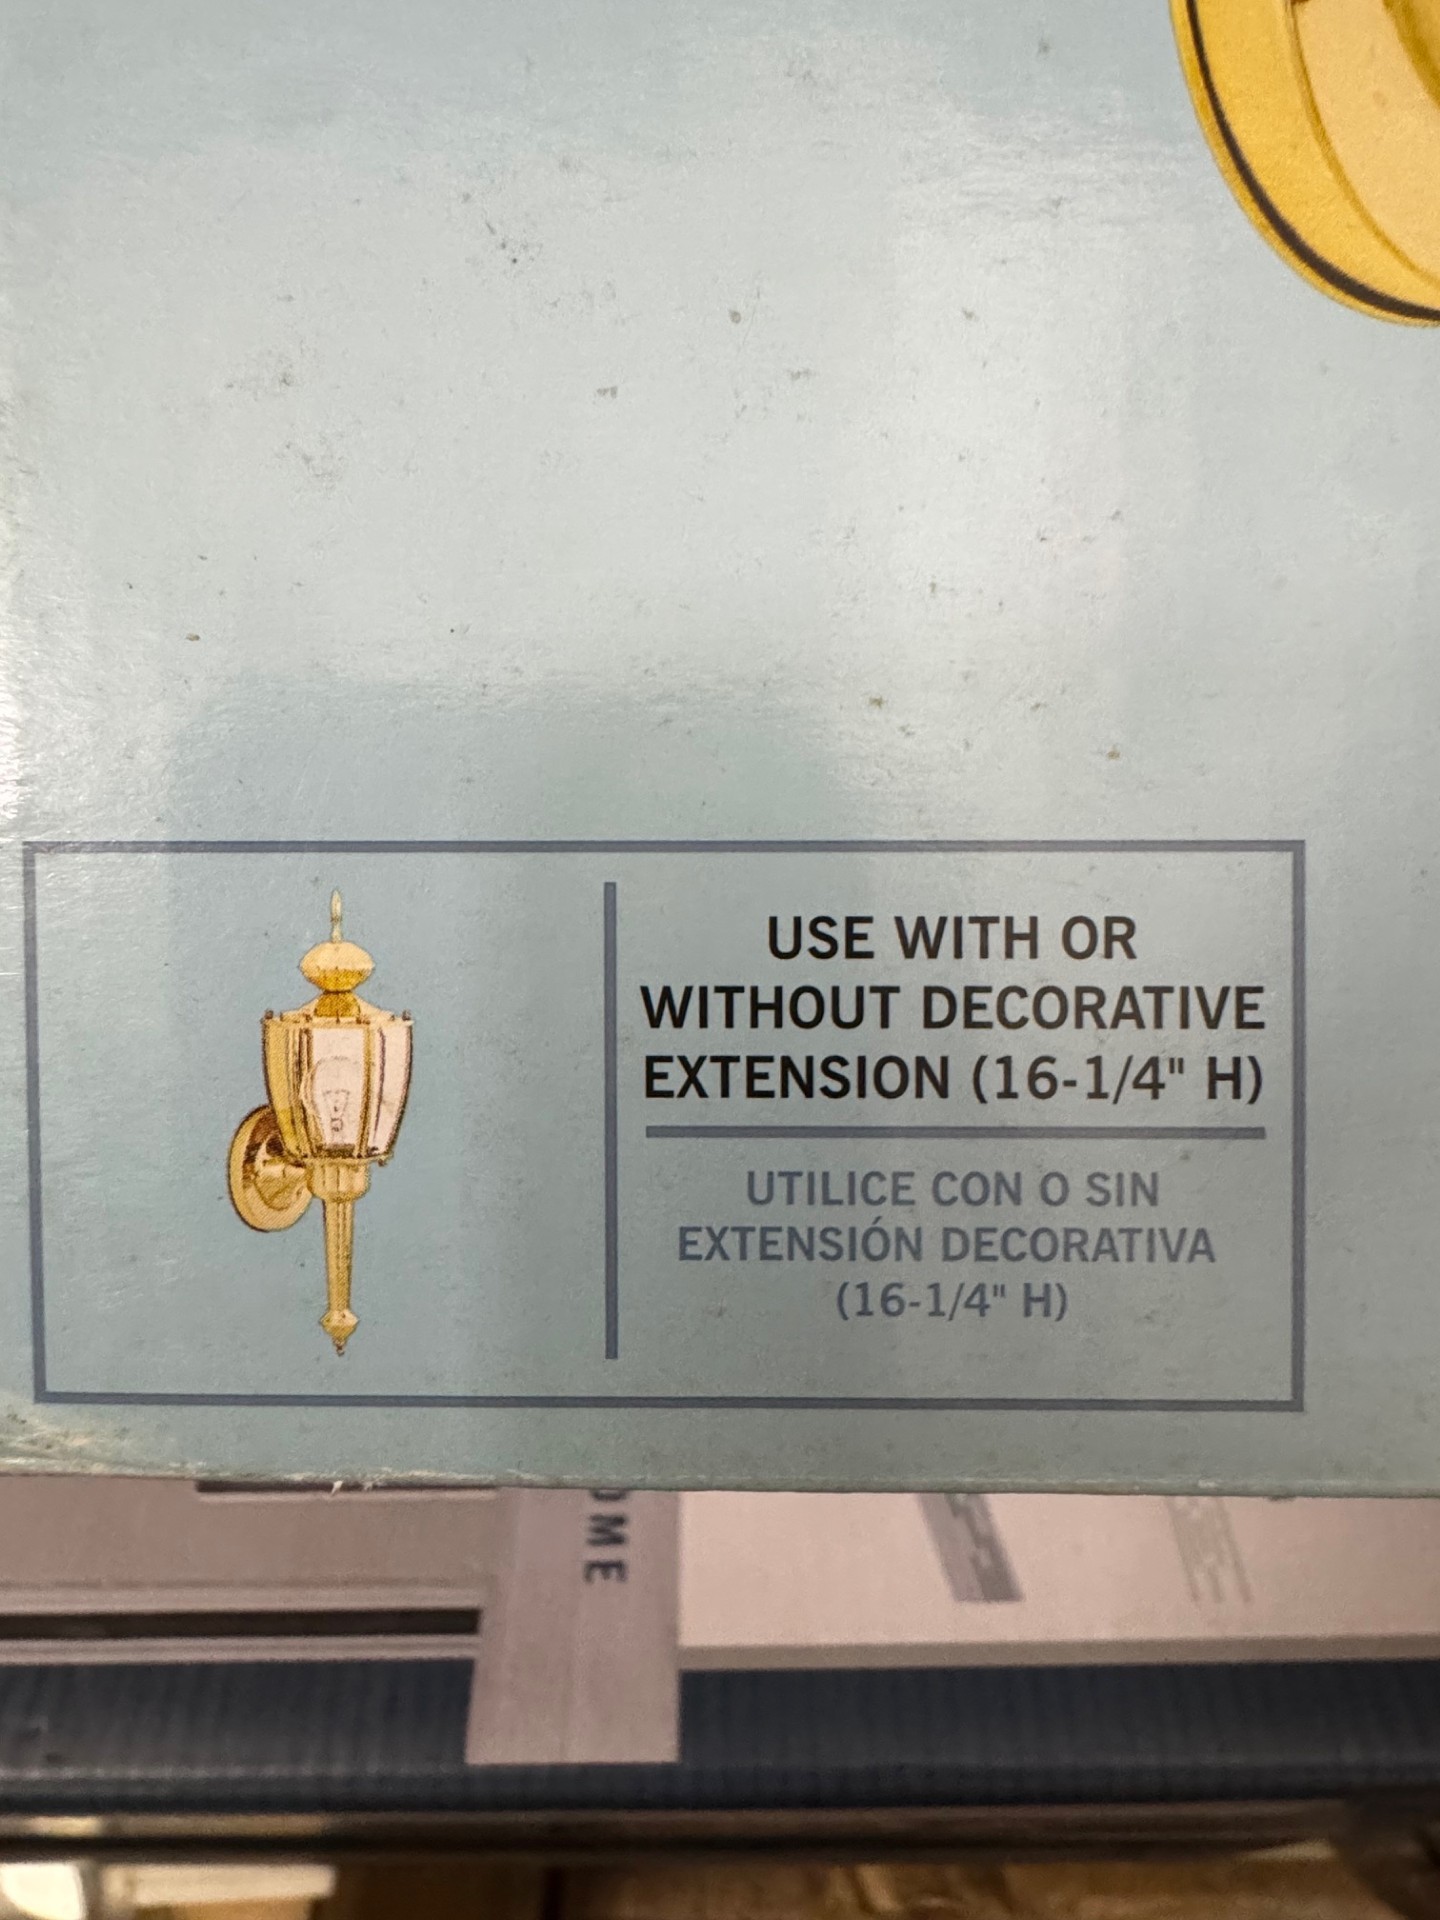 USE WITH OR
WITHOUT DECORATIVE
EXTENSION (16-1/4" H)
UTILICE CON O SIN
EXTENSIÓN DECORATIVA
(16-1/4" H)